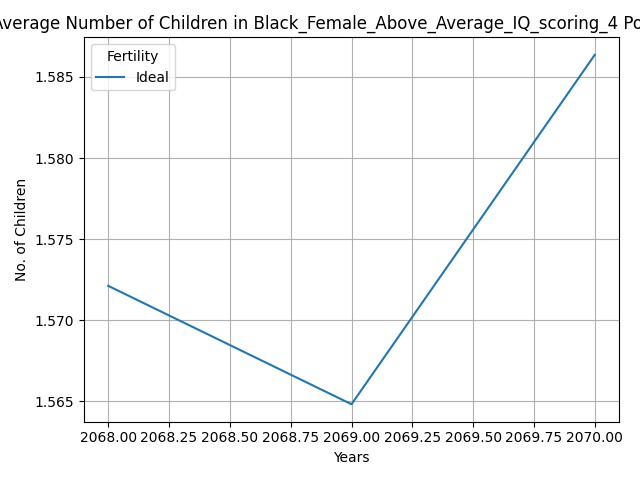 Average Number of Children in Black_Female_Above_Average_IQ_scoring_4 Po
Fertility
Ideal
No. of Children
1.585
1.580
1.575
1.570
1.565
2068.00 2068.25 2068.50 2068.75 2069.00 2069.25 2069.50 2069.75 2070.00
Years